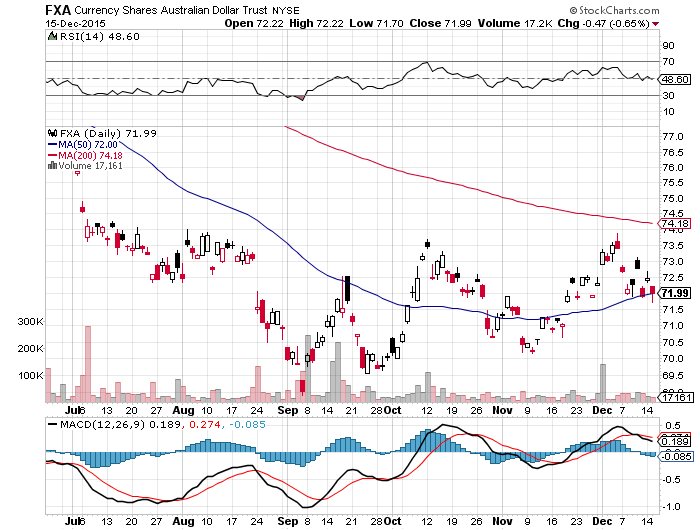 FXA Currency Shares Australian Dollar Trust NYSE © StockCharts.com
15-Dec-2015 Open 72.22 High 72.22 Low 71.70 Close 71.99 Volume 17.2K Chg -0.47 (-0.65%)
RSI(14) 48.60
90
70
48.60
30
10
FXA (Daily) 71.99
MA(50) 72.00
MA(200) 74.18
Volume 17,161
77.0
76.5
76.0
75.5
75.0
74.5
74.18
74.0
73.5
73.0
72.5
71.99
71.5
71.0
70.5
70.0
69.5
69.0
300K
200K
100K
17161
Jul 6 13 20 27 Aug 10 17 24 Sep 8 14 21 28 Oct 12 19 26 Nov 9 16 23 Dec 7 14
MACD(12,26,9) 0.189, 0.274, -0.085
0.5
0.189
-0.085
-0.5
-1.0
Jul 6 13 20 27 Aug 10 17 24 Sep 8 14 21 28 Oct 12 19 26 Nov 9 16 23 Dec 7 14